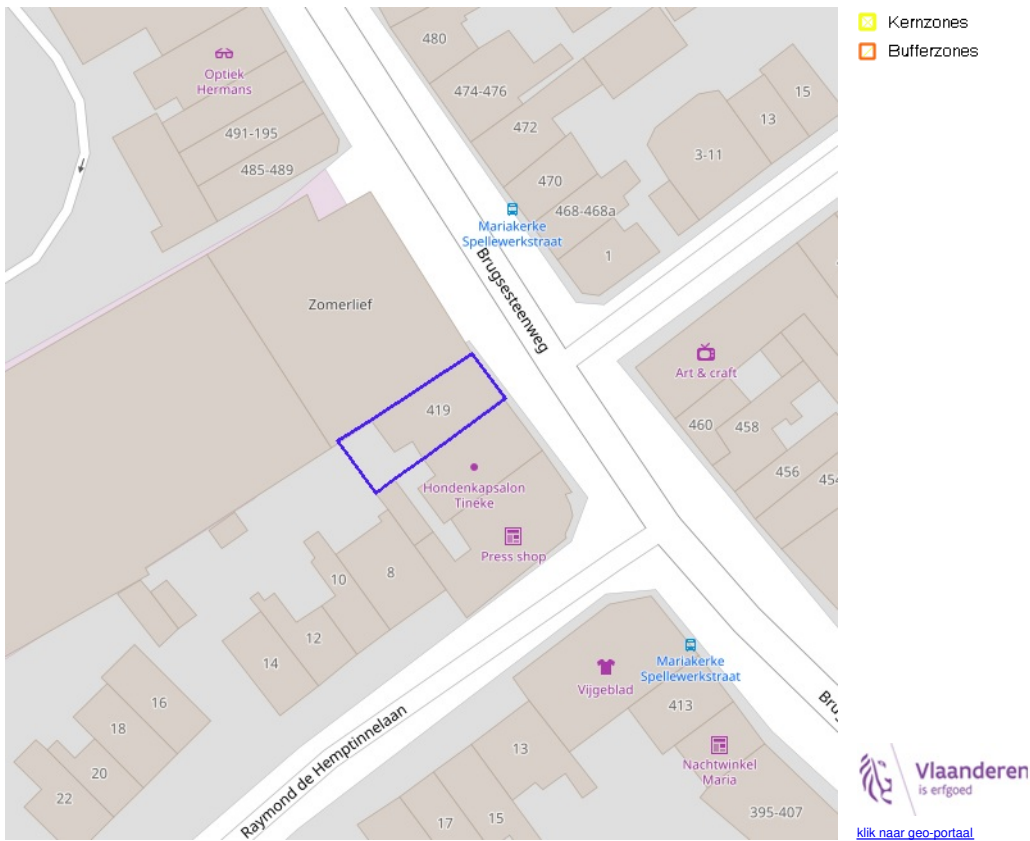 Kernzones
Bufferzones
480
Optiek
Hermans
474-476
15
13
491-195
472
3-11
485-489
470
468-468a
Mariakerke
Spellewerkstraat
1
Brugsesteenweg
Zomerlief
Art & craft
419
460
458
456
454
Hondenkapsalon
Tineke
Press shop
10
8
12
14
Mariakerke
Spellewerkstraat
Vijgeblad
413
16
18
13
Nachtwinkel
Maria
20
22
Raymond de Hemptinnelaan
17
15
395-407
Vlaanderen
is erfgoed
klik naar geo-portaal